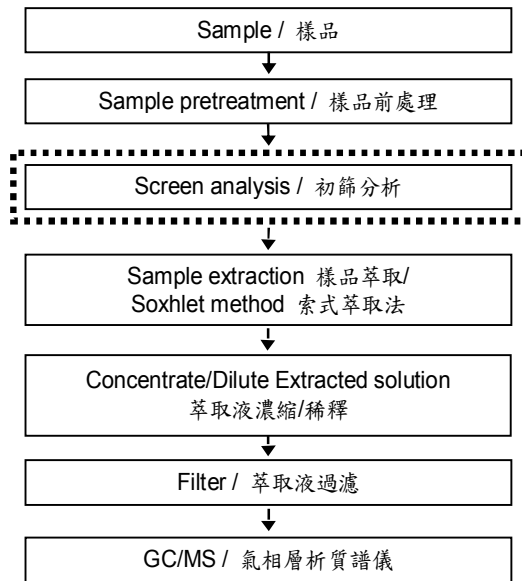 Sample / 樣品
Sample pretreatment / 樣品前處理
Screen analysis / 初篩分析
Sample extraction 樣品萃取/
Soxhlet method 索式萃取法
Concentrate/Dilute Extracted solution
萃取液濃縮/稀釋
Filter / 萃取液過濾
GC/MS / 氣相層析質譜儀